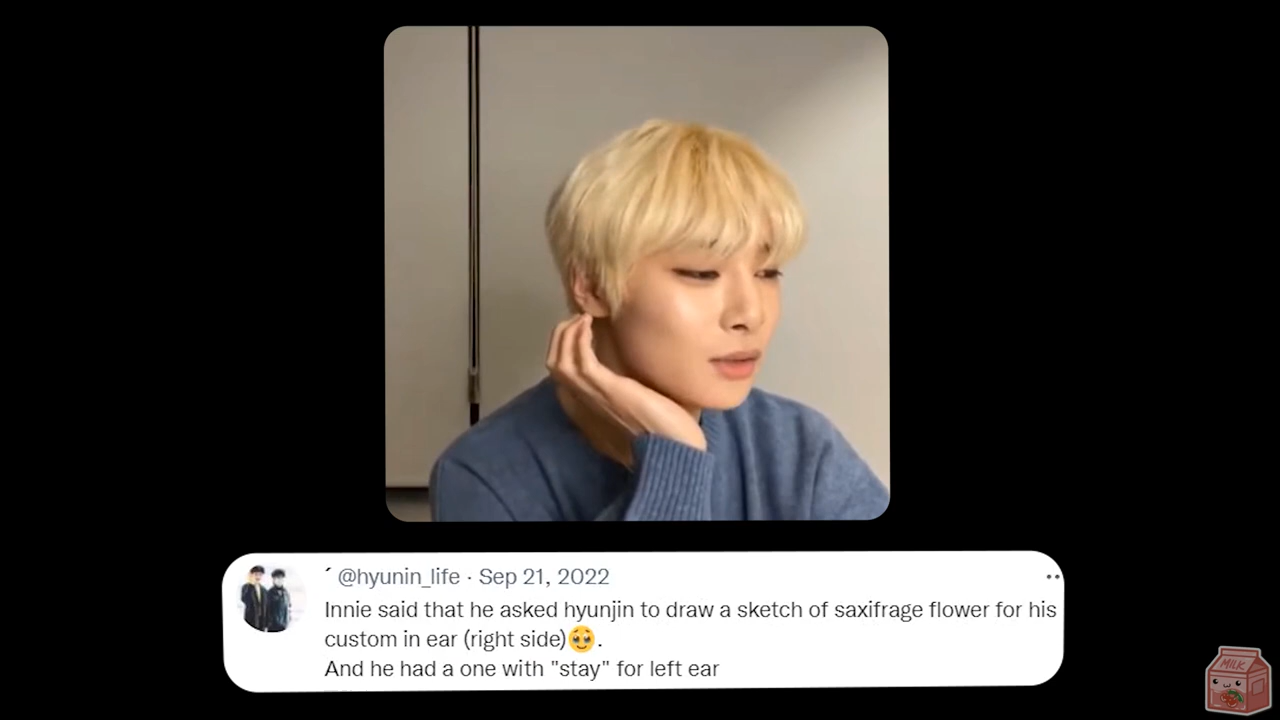 ´ @hyunin_life · Sep 21, 2022
Innie said that he asked hyunjin to draw a sketch of saxifrage flower for his
custom in ear (right side)🥹.
And he had a one with "stay" for left ear
MILK